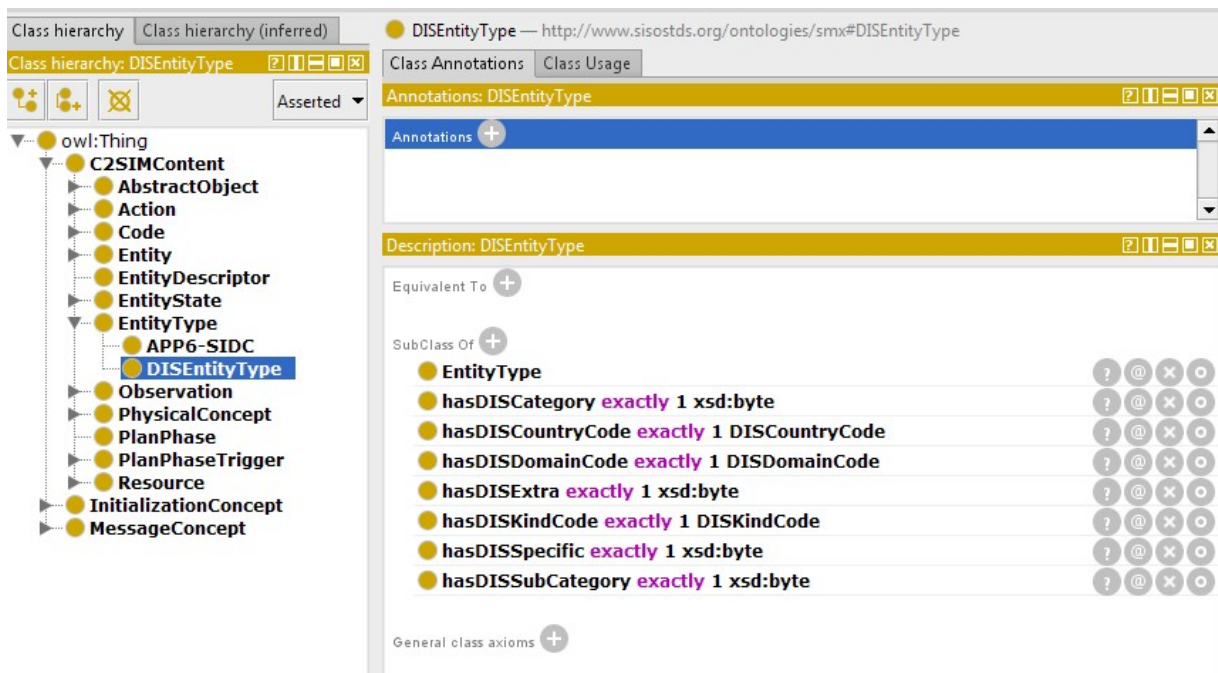 Class hierarchy Class hierarchy (inferred)
Class hierarchy: DISEntityType
Asserted
owl:Thing
C2SIMContent
AbstractObject
Action
Code
Entity
EntityDescriptor
EntityState
EntityType
APP6-SIDC
DISEntityType
Observation
PhysicalConcept
PlanPhase
PlanPhaseTrigger
Resource
InitializationConcept
MessageConcept
DISEntityType — http://www.sisostds.org/ontologies/smx#DISEntityType
Class Annotations Class Usage
Annotations: DISEntityType
Annotations
Description: DISEntityType
Equivalent To
SubClass Of
EntityType
hasDISCategory exactly 1 xsd:byte
hasDISCountryCode exactly 1 DISCountryCode
hasDISDomainCode exactly 1 DISDomainCode
hasDISExtra exactly 1 xsd:byte
hasDISKindCode exactly 1 DISKindCode
hasDISSpecific exactly 1 xsd:byte
hasDISSubCategory exactly 1 xsd:byte
General class axioms